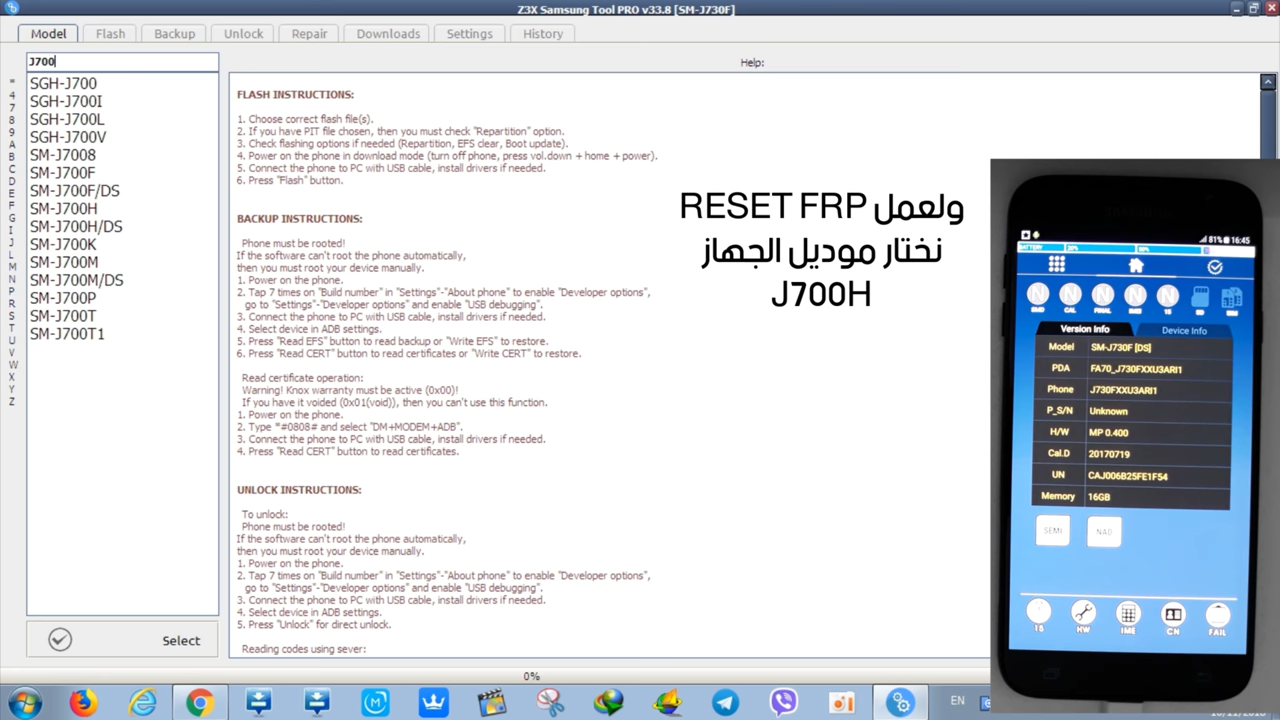 Z3X Samsung Tool PRO v33.8 [SM-J730F]
Model
Flash
Backup
Unlock
Repair
Downloads
Settings
History
J700
Help:
SGH-J700
SGH-J700I
SGH-J700L
SGH-J700V
SM-J7008
SM-J700F
SM-J700F/DS
SM-J700H
SM-J700H/DS
SM-J700K
SM-J700M
SM-J700M/DS
SM-J700P
SM-J700T
SM-J700T1
*
4
7
8
9
A
B
C
D
E
F
G
I
J
L
M
N
P
R
S
T
U
V
W
X
Y
Z
Select
FLASH INSTRUCTIONS:
1. Choose correct flash file(s).
2. If you have PIT file chosen, then you must check "Repartition" option.
3. Check flashing options if needed (Repartition, EFS clear, Boot update).
4. Power on the phone in download mode (turn off phone, press vol.down + home + power).
5. Connect the phone to PC with USB cable, install drivers if needed.
6. Press "Flash" button.
BACKUP INSTRUCTIONS:
Phone must be rooted!
If the software can't root the phone automatically,
then you must root your device manually.
1. Power on the phone.
2. Tap 7 times on "Build number" in "Settings"-"About phone" to enable "Developer options",
go to "Settings"-"Developer options" and enable "USB debugging".
3. Connect the phone to PC with USB cable, install drivers if needed.
4. Select device in ADB settings.
5. Press "Read EFS" button to read backup or "Write EFS" to restore.
6. Press "Read CERT" button to read certificates or "Write CERT" to restore.
Read certificate operation:
Warning! Knox warranty must be active (0x00)!
If you have it voided (0x01(void)), then you can't use this function.
1. Power on the phone.
2. Type *#0808# and select "DM+MODEM+ADB".
3. Connect the phone to PC with USB cable, install drivers if needed.
4. Press "Read CERT" button to read certificates.
UNLOCK INSTRUCTIONS:
To unlock:
Phone must be rooted!
If the software can't root the phone automatically,
then you must root your device manually.
1. Power on the phone.
2. Tap 7 times on "Build number" in "Settings"-"About phone" to enable "Developer options",
go to "Settings"-"Developer options" and enable "USB debugging".
3. Connect the phone to PC with USB cable, install drivers if needed.
4. Select device in ADB settings.
5. Press "Unlock" for direct unlock.
Reading codes using sever:
0%
ولعمل RESET FRP
نختار موديل الجهاز
J700H
81% 16:45
BATTERY
Version Info
Device Info
Model SM-J730F [DS]
PDA FA70_J730FXXU3ARI1
Phone J730FXXU3ARI1
P_S/N Unknown
H/W MP 0.400
Cal.D 20170719
UN CAJ006B25FE1F54
Memory 16GB
SEMI
NAD
15
HW
IME
CN
FAIL
EN